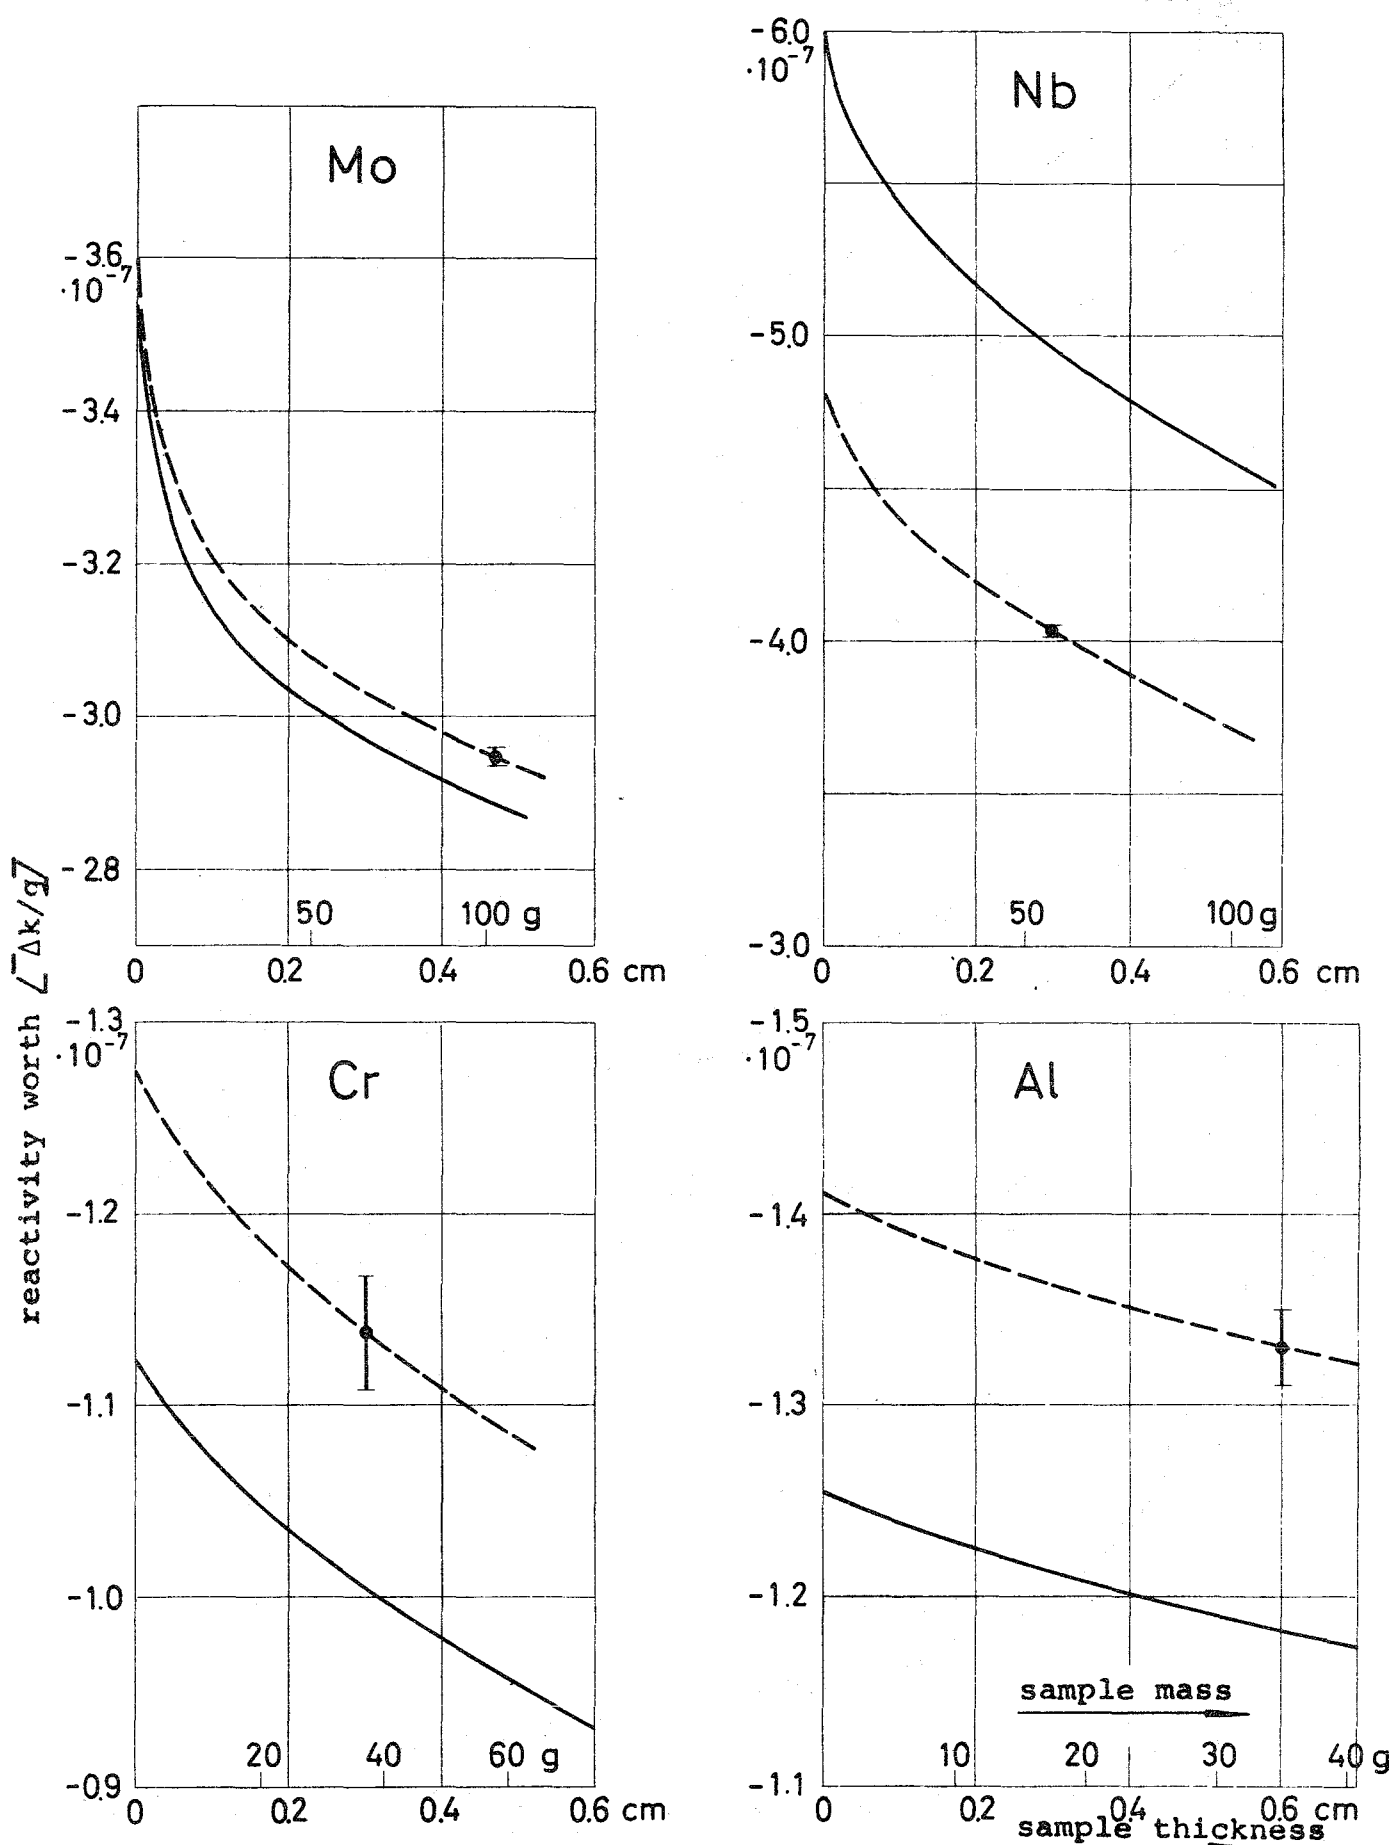 Mo
-3.6
·10⁻⁷
-3.4
-3.2
-3.0
-2.8
50 100 g
0 0.2 0.4 0.6 cm
Nb
-6.0
·10⁻⁷
-5.0
-4.0
-3.0
50 100 g
0 0.2 0.4 0.6 cm
reactivity worth [Δk/g]
Cr
-1.3
·10⁻⁷
-1.2
-1.1
-1.0
-0.9
20 40 60 g
0 0.2 0.4 0.6 cm
Al
-1.5
·10⁻⁷
-1.4
-1.3
-1.2
-1.1
sample mass
10 20 30 40 g
0 0.2 0.4 0.6 cm
sample thickness